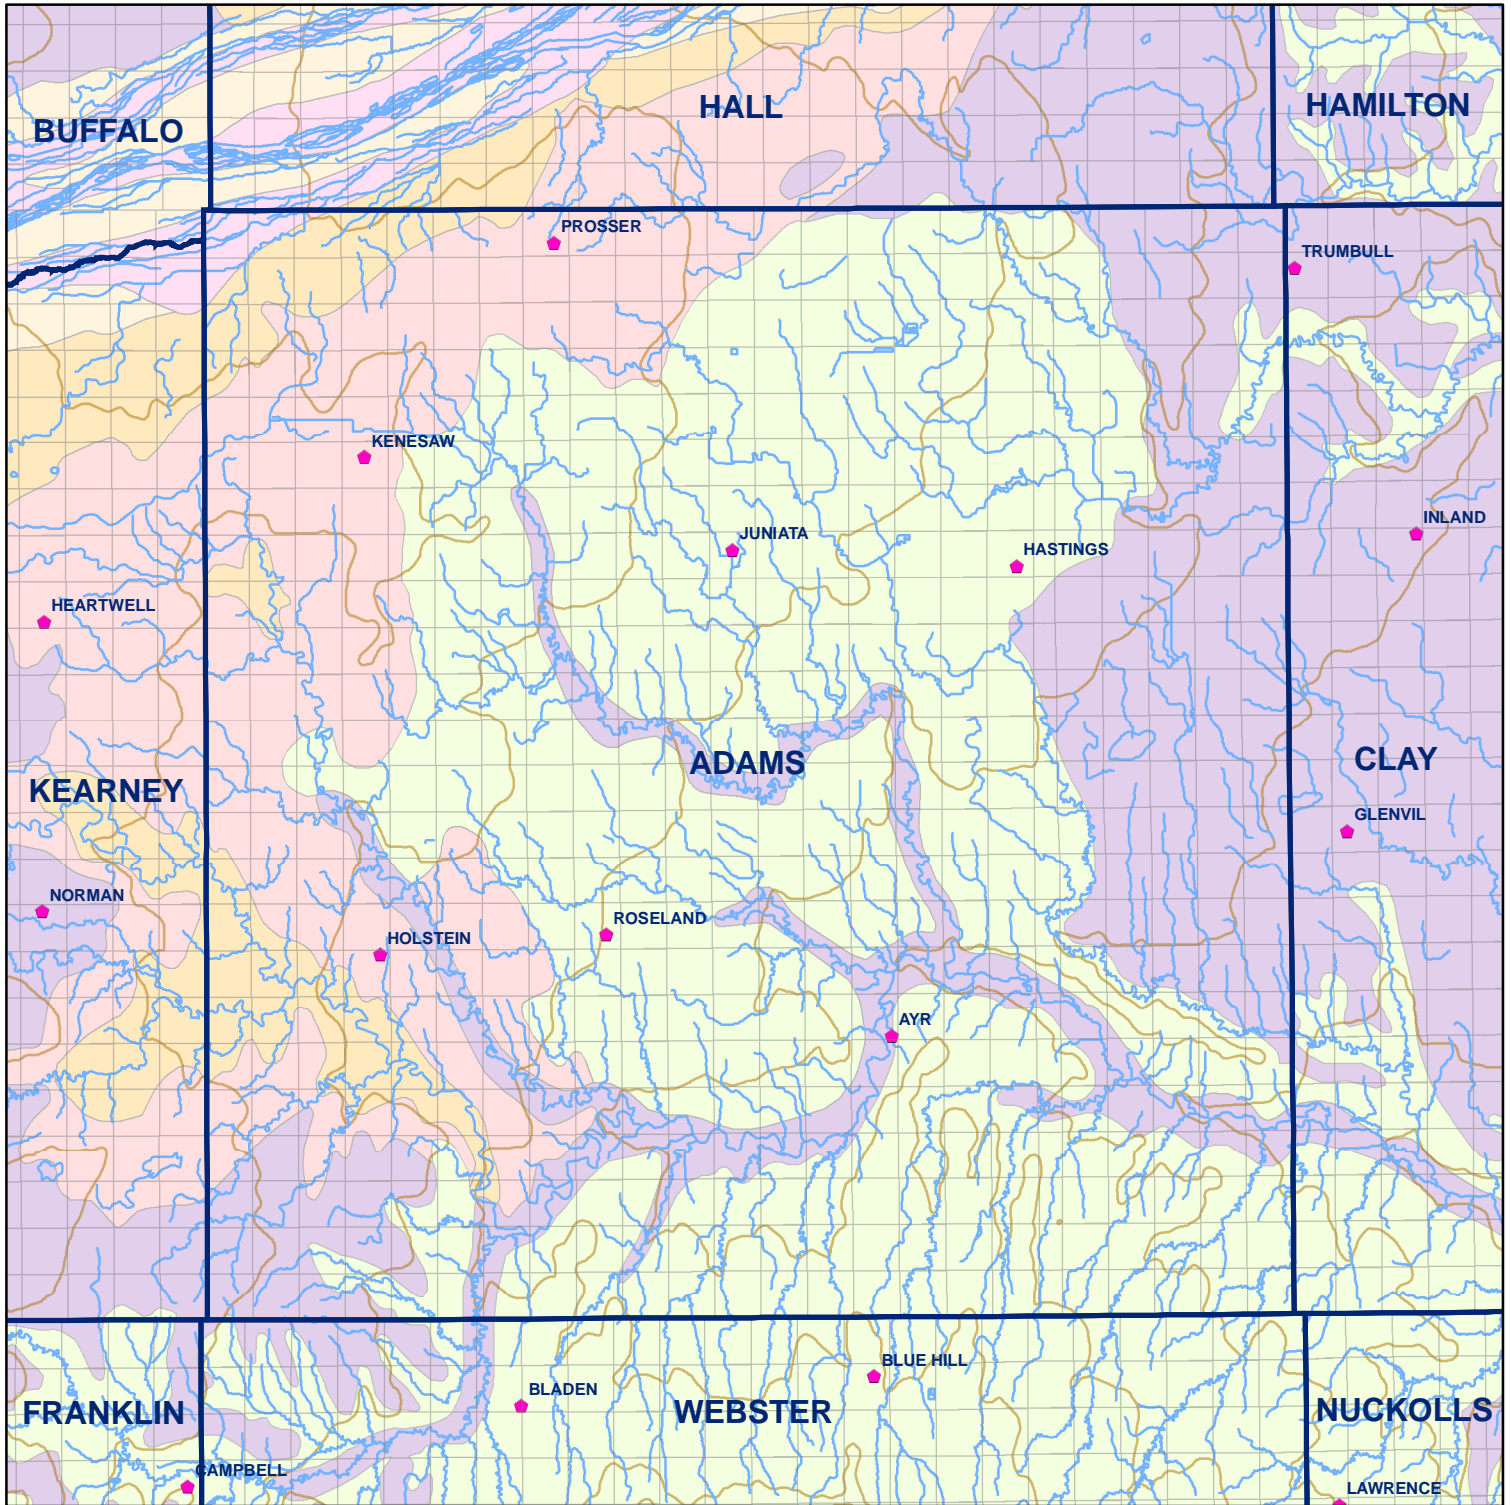 HALL
HAMILTON
BUFFALO
PROSSER
TRUMBULL
KENESAW
INLAND
JUNIATA
HASTINGS
HEARTWELL
ADAMS
CLAY
KEARNEY
GLENVIL
NORMAN
ROSELAND
HOLSTEIN
AYR
BLUE HILL
BLADEN
FRANKLIN
WEBSTER
NUCKOLLS
CAMPBELL
LAWRENCE